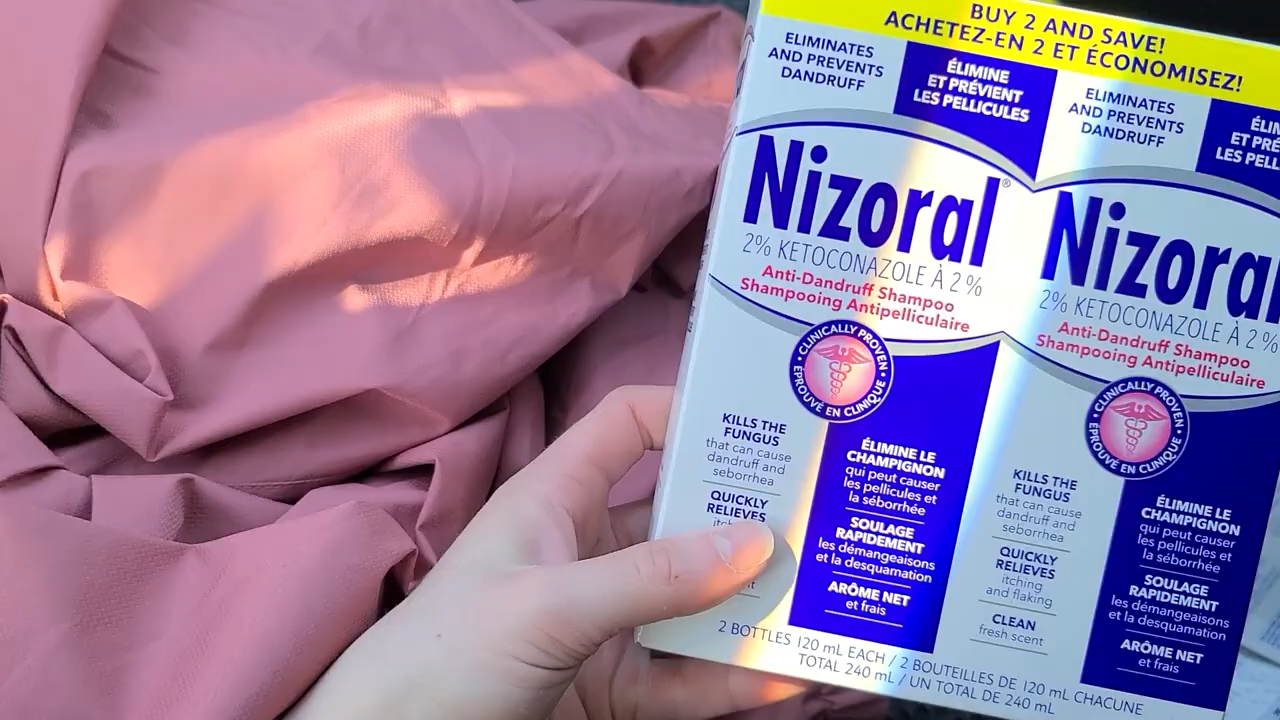 BUY 2 AND SAVE!
ACHETEZ-EN 2 ET ÉCONOMISEZ!
ELIMINATES
AND PREVENTS
DANDRUFF
ÉLIMINE
ET PRÉVIENT
LES PELLICULES
Nizoral®
2% KETOCONAZOLE À 2%
Anti-Dandruff Shampoo
Shampooing Antipelliculaire
• CLINICALLY PROVEN •
ÉPROUVÉ EN CLINIQUE
KILLS THE
FUNGUS
that can cause
dandruff and
seborrhea
QUICKLY
RELIEVES
ÉLIMINE LE
CHAMPIGNON
qui peut causer
les pellicules et
la séborrhée
SOULAGE
RAPIDEMENT
les démangeaisons
et la desquamation
ARÔME NET
et frais
ELIMINATES
AND PREVENTS
DANDRUFF
Nizoral
2% KETOCONAZOLE À 2%
Anti-Dandruff Shampoo
Shampooing Antipelliculaire
• CLINICALLY PROVEN •
ÉPROUVÉ EN CLINIQUE
KILLS THE
FUNGUS
that can cause
dandruff and
seborrhea
QUICKLY
RELIEVES
itching
and flaking
CLEAN
fresh scent
ÉLIMINE LE
CHAMPIGNON
qui peut causer
les pellicules et
la séborrhée
SOULAGE
RAPIDEMENT
les démangeaisons
et la desquamation
ARÔME NET
et frais
2 BOTTLES 120 mL EACH / 2 BOUTEILLES DE 120 mL CHACUNE
TOTAL 240 mL / UN TOTAL DE 240 mL